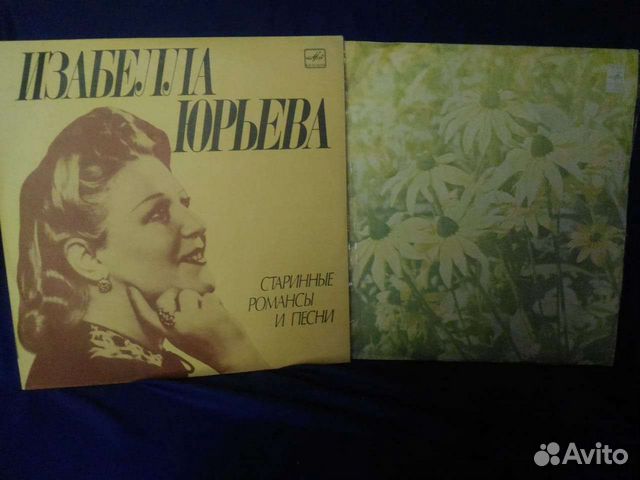 ИЗАБЕЛЛА
ЮРЬЕВА
СТАРИННЫЕ
РОМАНСЫ
И ПЕСНИ
Avito